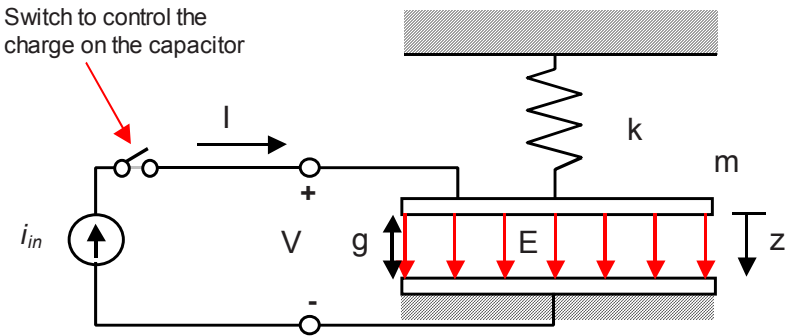 Switch to control the
charge on the capacitor
I
k
m
+
i_in
V
g
E
z
-